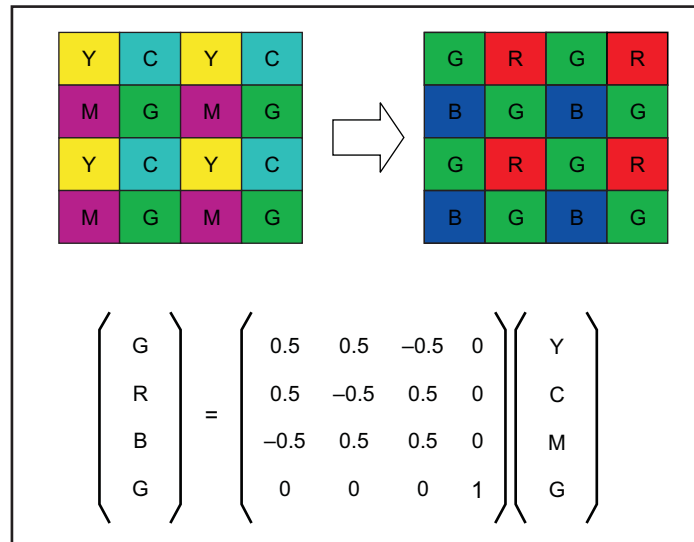 Y C Y C
M G M G
Y C Y C
M G M G
G R G R
B G B G
G R G R
B G B G
G
R
B
G
=
0.5 0.5 –0.5 0
0.5 –0.5 0.5 0
–0.5 0.5 0.5 0
0 0 0 1
Y
C
M
G